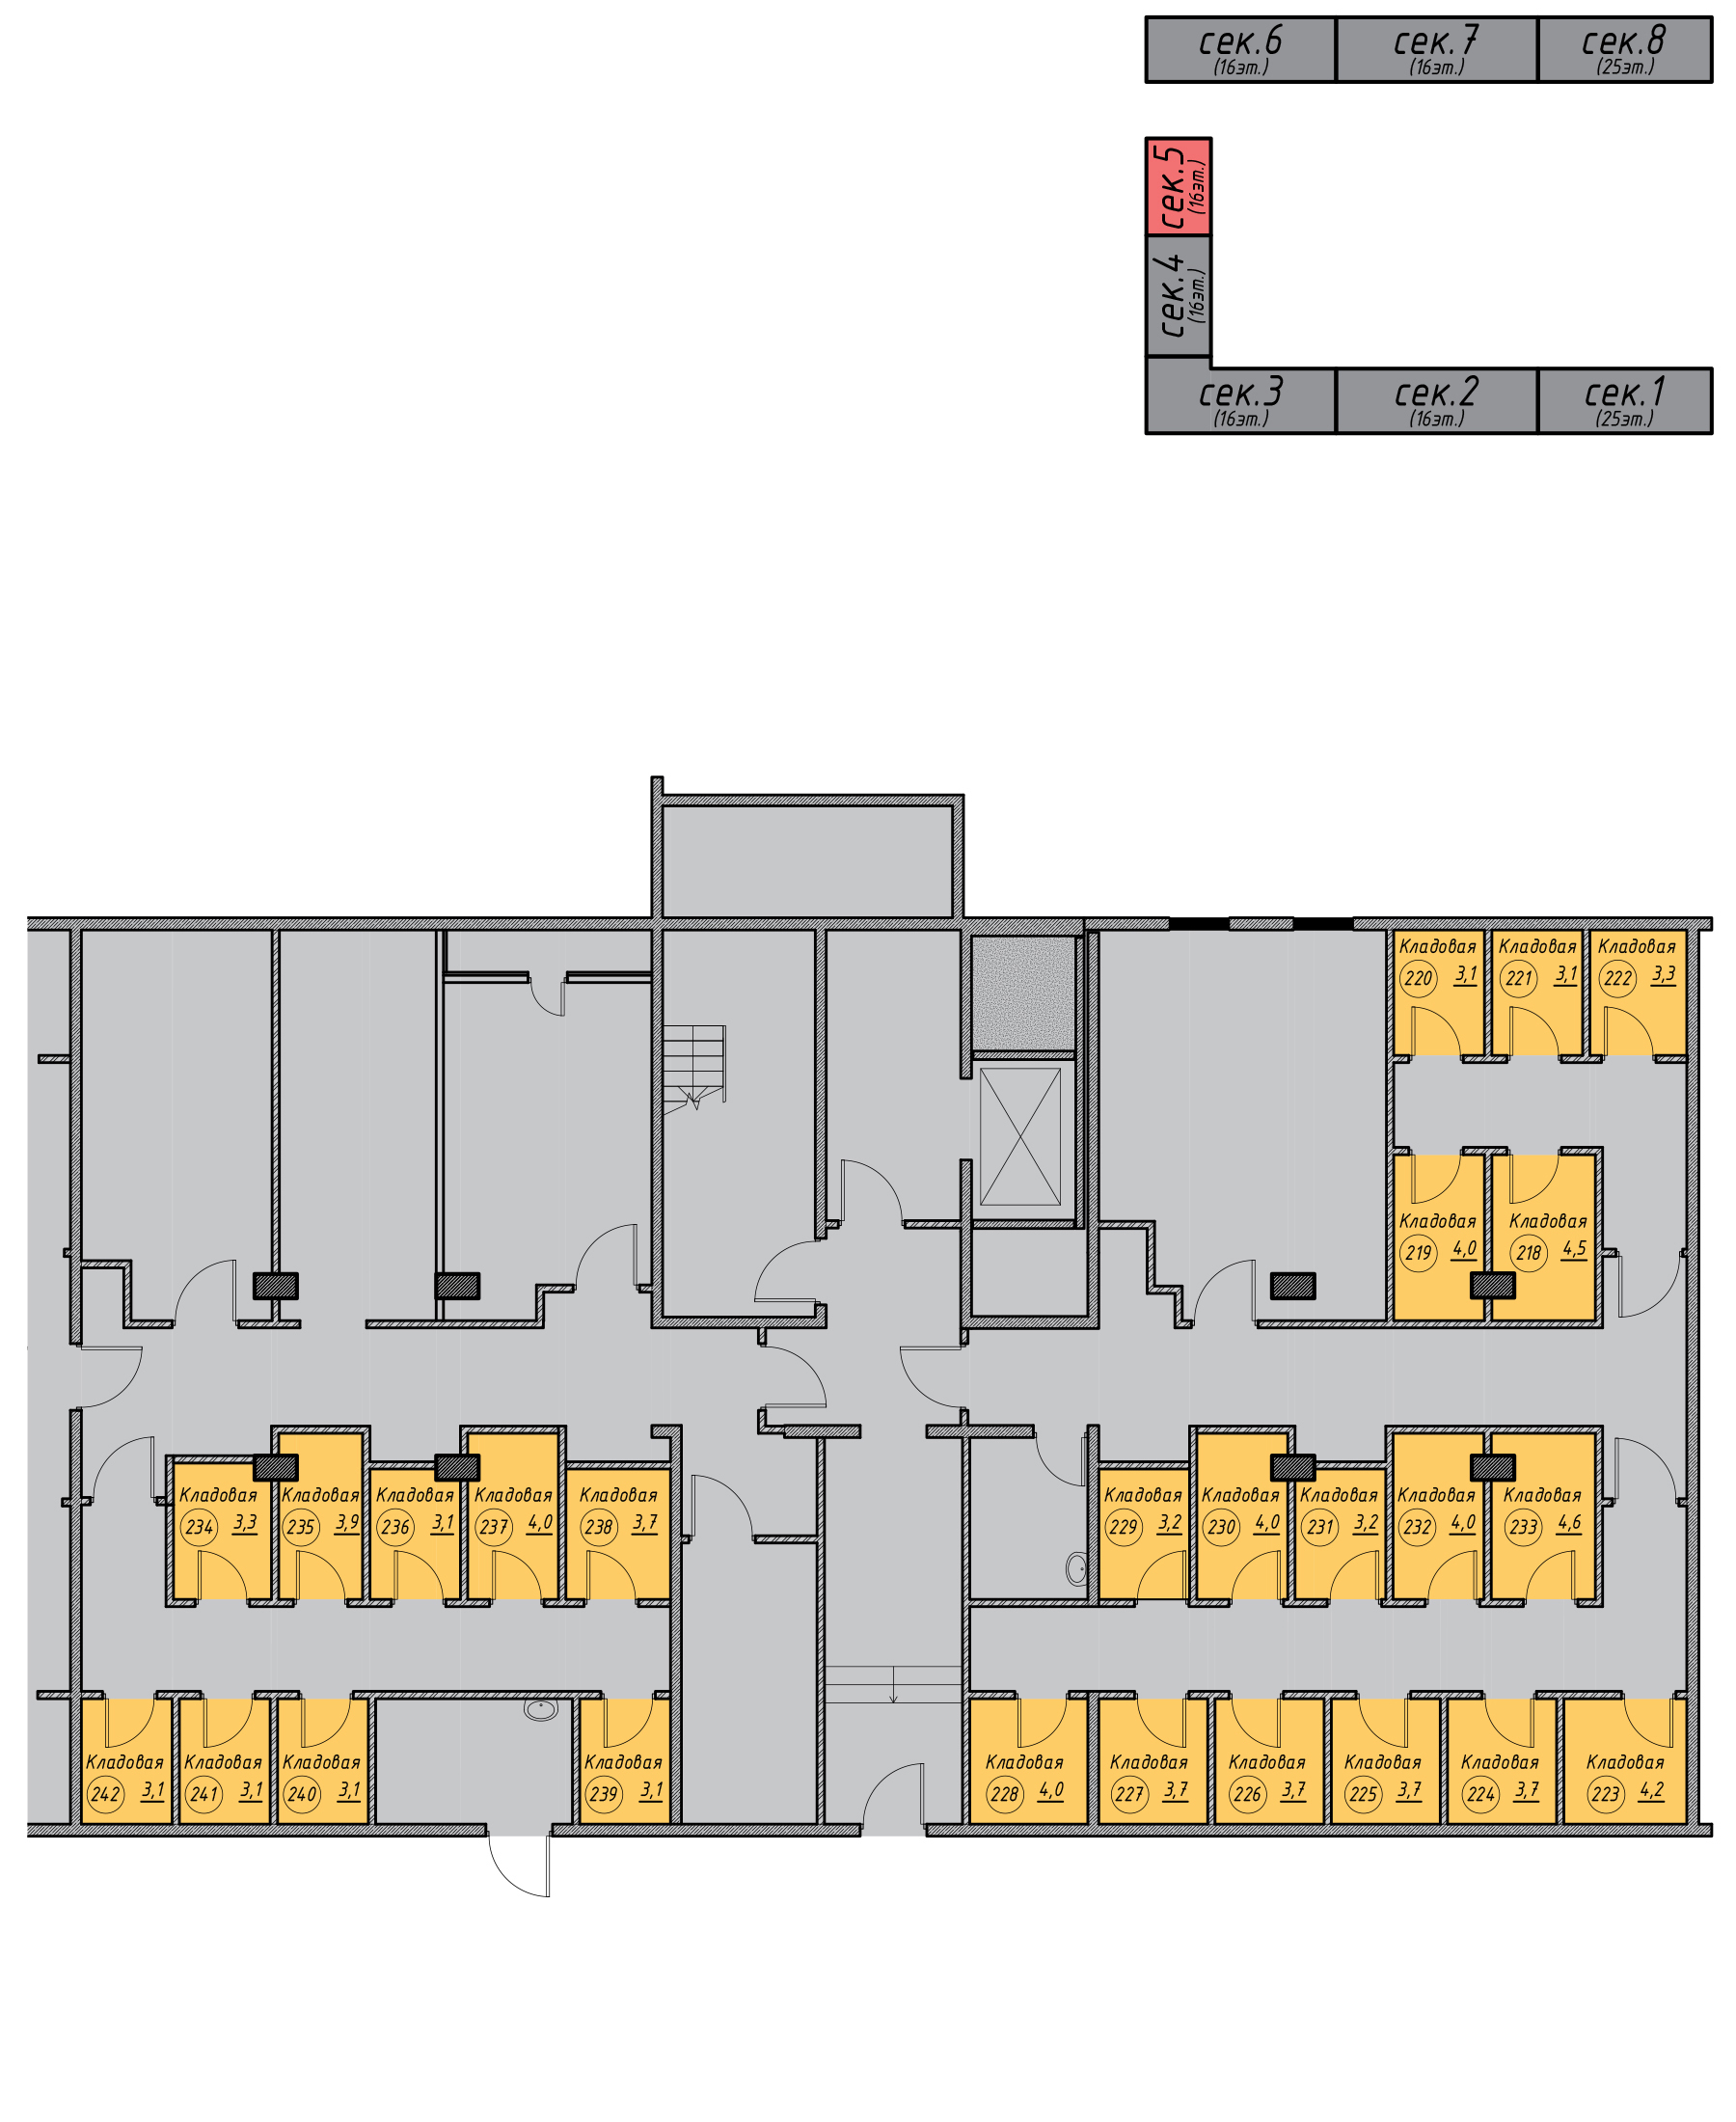 сек.6
(16эт.)
сек.7
(16эт.)
сек.8
(25эт.)
сек.5
(16эт.)
сек.4
(16эт.)
сек.3
(16эт.)
сек.2
(16эт.)
сек.1
(25эт.)
Кладовая
220 3,1
Кладовая
221 3,1
Кладовая
222 3,3
Кладовая
219 4,0
Кладовая
218 4,5
Кладовая
234 3,3
Кладовая
235 3,9
Кладовая
236 3,1
Кладовая
237 4,0
Кладовая
238 3,7
Кладовая
229 3,2
Кладовая
230 4,0
Кладовая
231 3,2
Кладовая
232 4,0
Кладовая
233 4,6
Кладовая
242 3,1
Кладовая
241 3,1
Кладовая
240 3,1
Кладовая
239 3,1
Кладовая
228 4,0
Кладовая
227 3,7
Кладовая
226 3,7
Кладовая
225 3,7
Кладовая
224 3,7
Кладовая
223 4,2